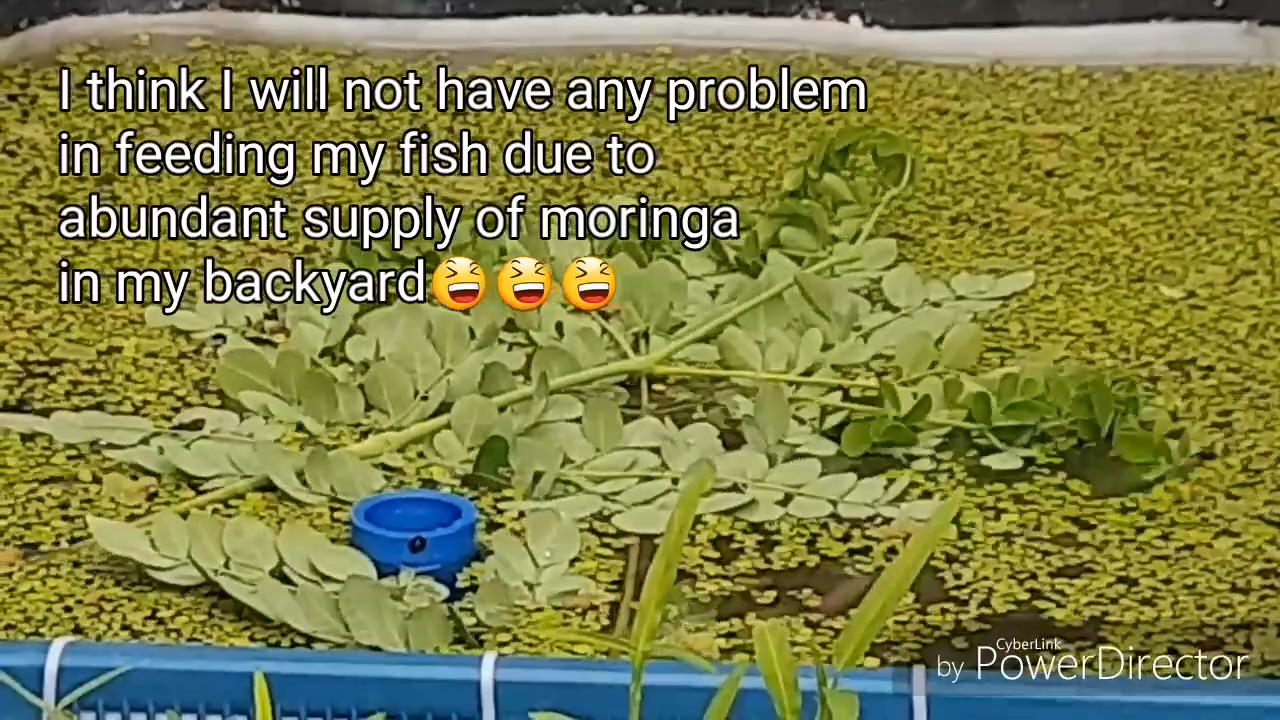 I think I will not have any problem
in feeding my fish due to
abundant supply of moringa
in my backyard😆😆😆
CyberLink
by PowerDirector